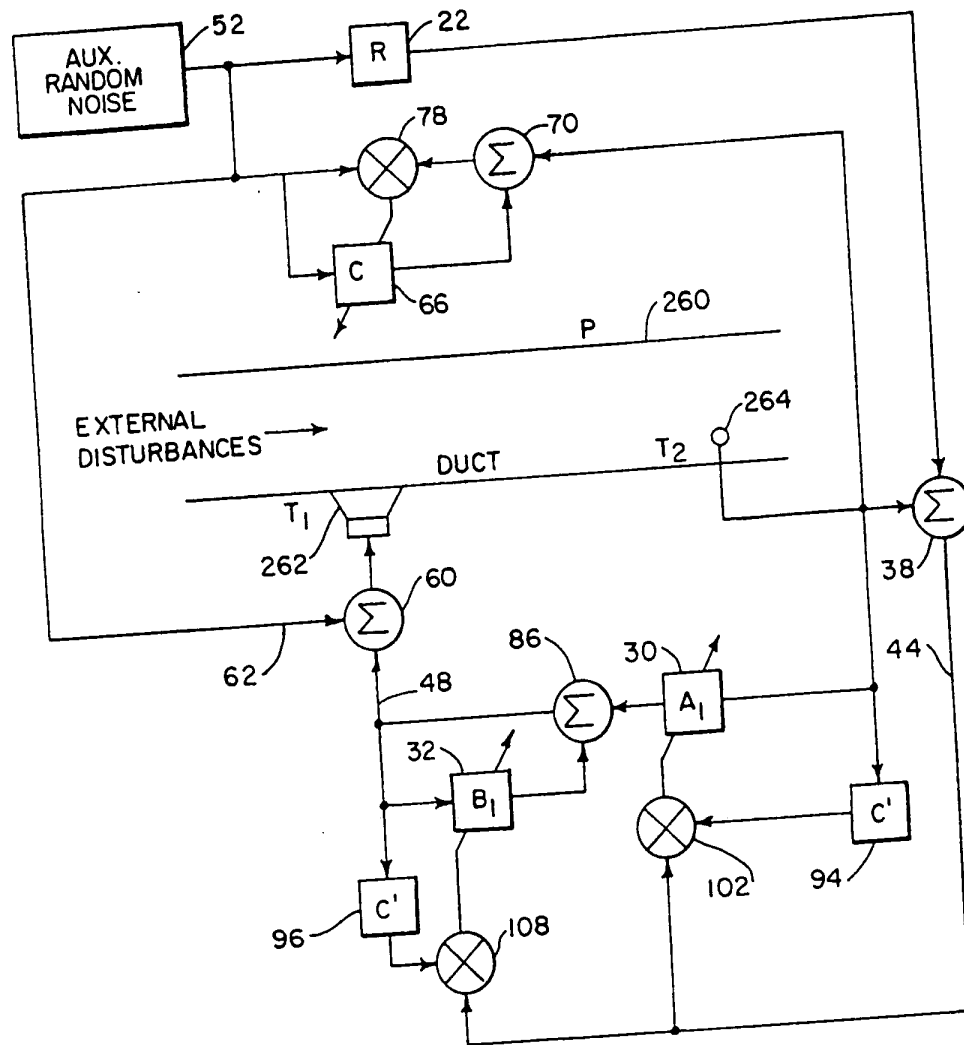 52
22
AUX.
RANDOM
NOISE
R
78
70
Σ
C
66
P
260
EXTERNAL
DISTURBANCES
264
T2
DUCT
T1
262
Σ
38
60
Σ
62
48
86
30
44
Σ
A1
32
B1
C'
102
94
C'
96
108